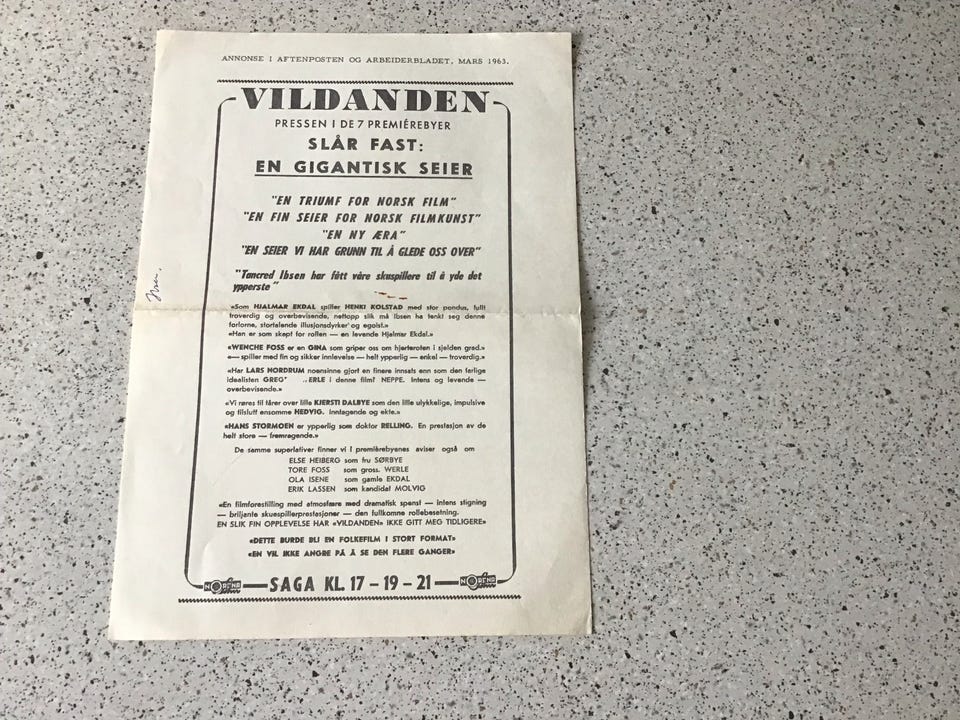 ANNONSE I AFTENPOSTEN OG ARBEIDERBLADET, MARS 1963.
VILDANDEN
PRESSEN I DE 7 PREMIÉREBYER
SLÅR FAST:
EN GIGANTISK SEIER
"EN TRIUMF FOR NORSK FILM"
"EN FIN SEIER FOR NORSK FILMKUNST"
"EN NY ÆRA"
"EN SEIER VI HAR GRUNN TIL Å GLEDE OSS OVER"
"Tancred Ibsen har fått våre skuspillere til å yde det
ypperste"
«Som HJALMAR EKDAL spiller HENKI KOLSTAD med stor pondus, fullt
troverdig og overbevisende, nettopp slik må Ibsen ha tenkt seg denne
forlorne, stortalende illusjonsdyrker og egoist.»
«Han er som skapt for rollen — en levende Hjalmar Ekdal.»
«WENCHE FOSS er en GINA som griper oss om hjerteroten i sjelden grad.»
«— spiller med fin og sikker innlevelse — helt ypperlig — enkel — troverdig.»
«Har LARS NORDRUM noensinne gjort en finere innsats enn som den farlige
idealisten GREG ERLE i denne film? NEPPE. Intens og levende —
overbevisende.»
«Vi røres til tårer over lille KJERSTI DALBYE som den lille ulykkelige, impulsive
og tilslutt ensomme HEDVIG. Inntagende og ekte.»
«HANS STORMOEN er ypperlig som doktor RELLING. En prestasjon av de
helt store — fremragende.»
De samme superlativer finner vi i premièrebyenes aviser også om
ELSE HEIBERG som fru SØRBYE
TORE FOSS som gross. WERLE
OLA ISENE som gamle EKDAL
ERIK LASSEN som kandidat MOLVIG
«En filmforestilling med atmosfære med dramatisk spenst — intens stigning
— briljante skuespillerprestasjoner — den fullkomne rollebesetning.
EN SLIK FIN OPPLEVELSE HAR «VILDANDEN» IKKE GITT MEG TIDLIGERE»
«DETTE BURDE BLI EN FOLKEFILM I STORT FORMAT»
«EN VIL IKKE ANGRE PÅ Å SE DEN FLERE GANGER»
SAGA KL. 17 - 19 - 21